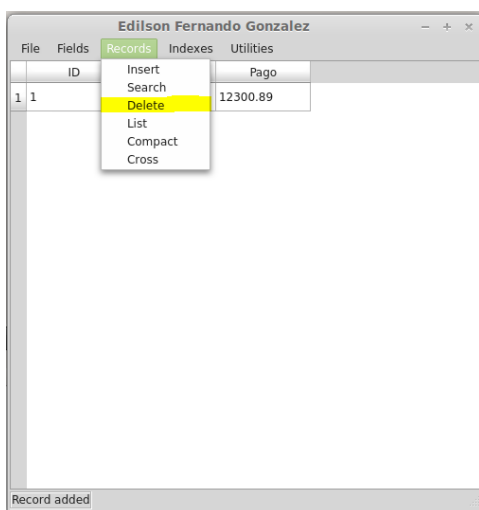 Edilson Fernando Gonzalez
File Fields Records Indexes Utilities
ID Pago
1 1 12300.89
Insert
Search
Delete
List
Compact
Cross
Record added